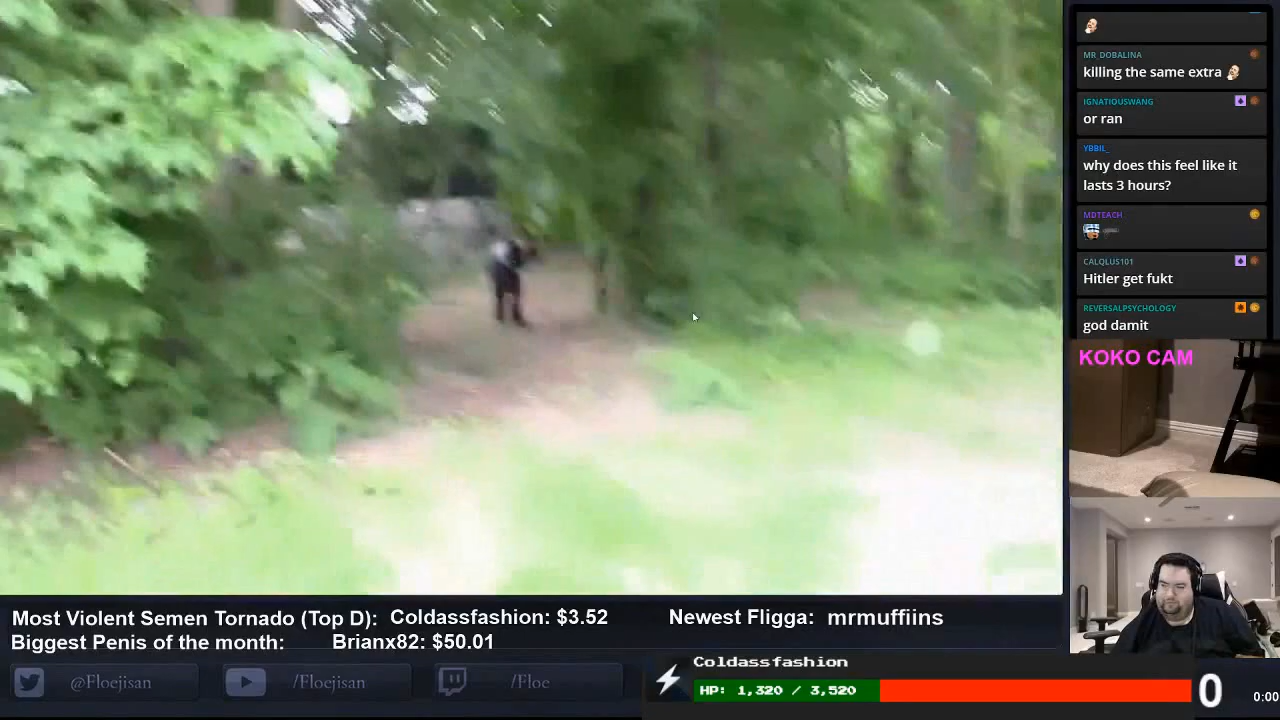 MR_DOBALINA
killing the same extra
IGNATIOUSWANG
or ran
YBBIL_
why does this feel like it
lasts 3 hours?
MDTEACH
CALQLUS101
Hitler get fukt
REVERSALPSYCHOLOGY
god damit
KOKO CAM
Most Violent Semen Tornado (Top D): Coldassfashion: $3.52
Newest Fligga: mrmuffiins
Biggest Penis of the month: Brianx82: $50.01
@Floejisan
/Floejisan
/Floe
Coldassfashion
HP: 1,320 / 3,520
0
0:00